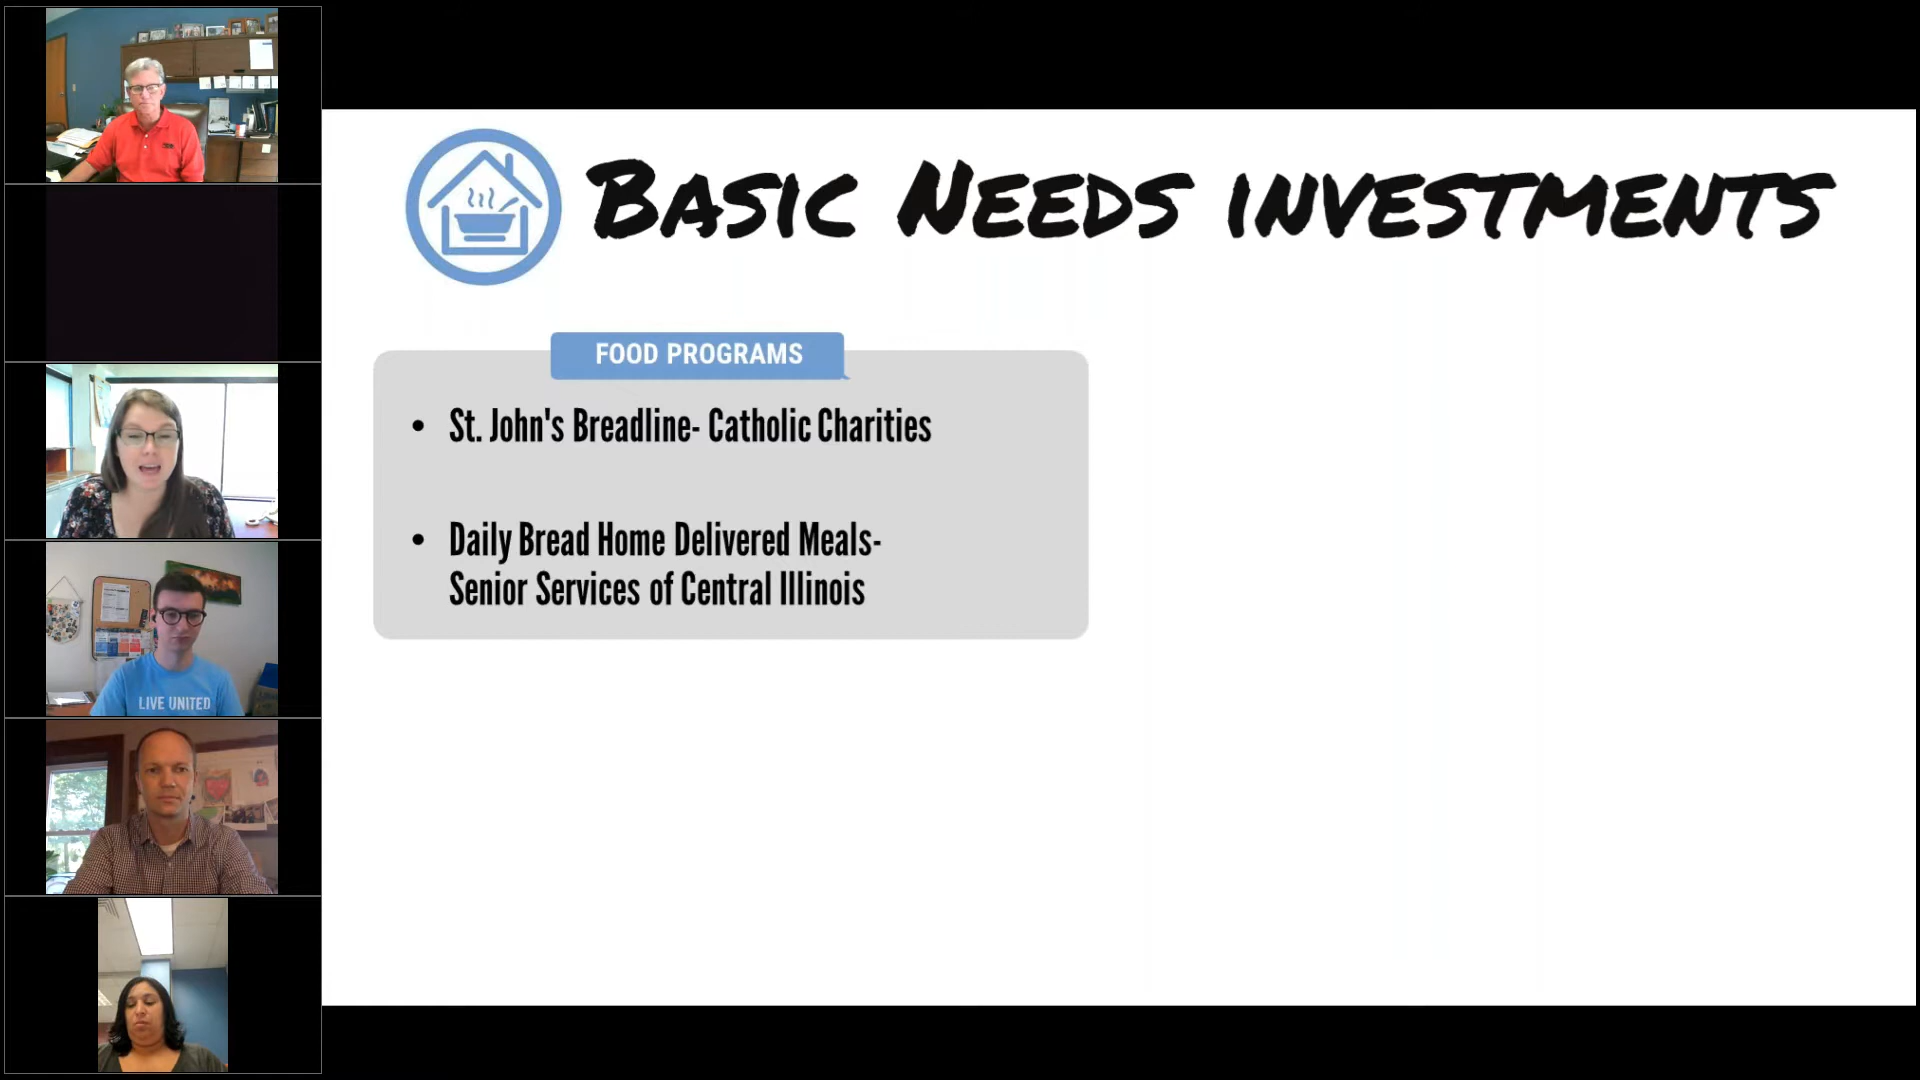 BASIC NEEDS INVESTMENTS
FOOD PROGRAMS
• St. John's Breadline- Catholic Charities
• Daily Bread Home Delivered Meals-
Senior Services of Central Illinois
LIVE UNITED